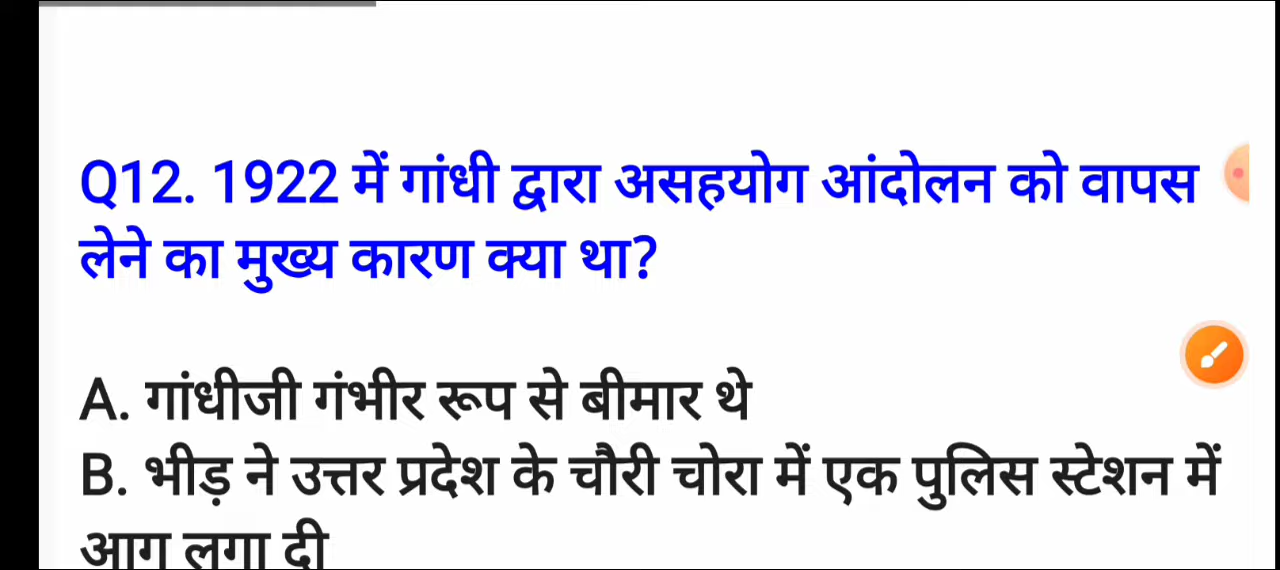 Q12. 1922 में गांधी द्वारा असहयोग आंदोलन को वापस
लेने का मुख्य कारण क्या था?
A. गांधीजी गंभीर रूप से बीमार थे
B. भीड़ ने उत्तर प्रदेश के चौरी चोरा में एक पुलिस स्टेशन में
आग लगा दी